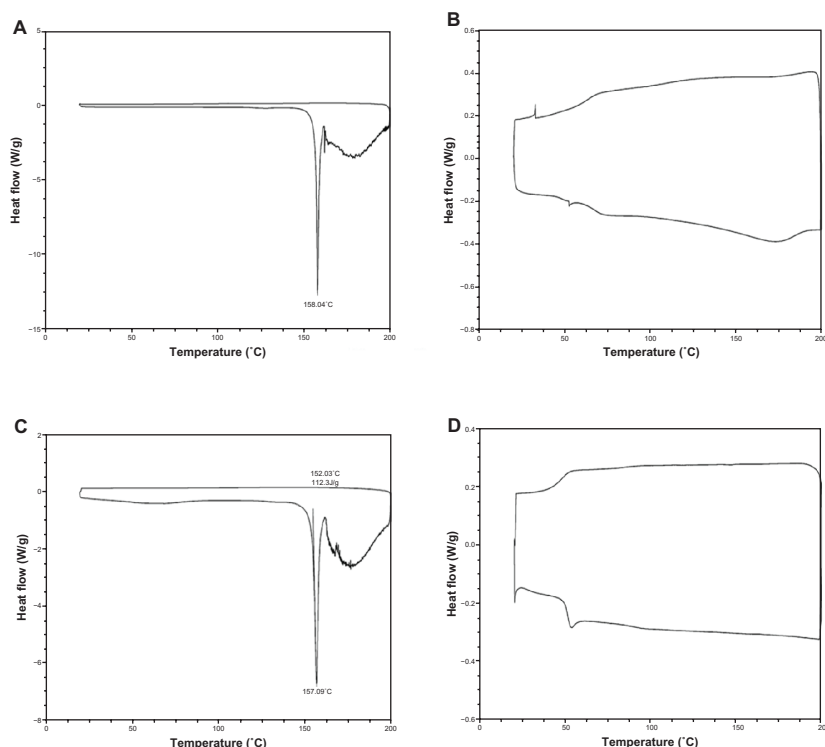 A
5
0
−5
−10
−15
Heat flow (W/g)
158.04˚C
0
50
100
150
200
Temperature (˚C)
B
0.6
0.4
0.2
0.0
−0.2
−0.4
−0.6
−0.8
Heat flow (W/g)
0
50
100
150
200
Temperature (˚C)
C
2
0
−2
−4
−6
−8
Heat flow (W/g)
152.03˚C
112.3J/g
157.09˚C
0
50
100
150
200
Temperature (˚C)
D
0.4
0.2
0.0
−0.2
−0.4
−0.6
Heat flow (W/g)
0
50
100
150
200
Temperature (˚C)